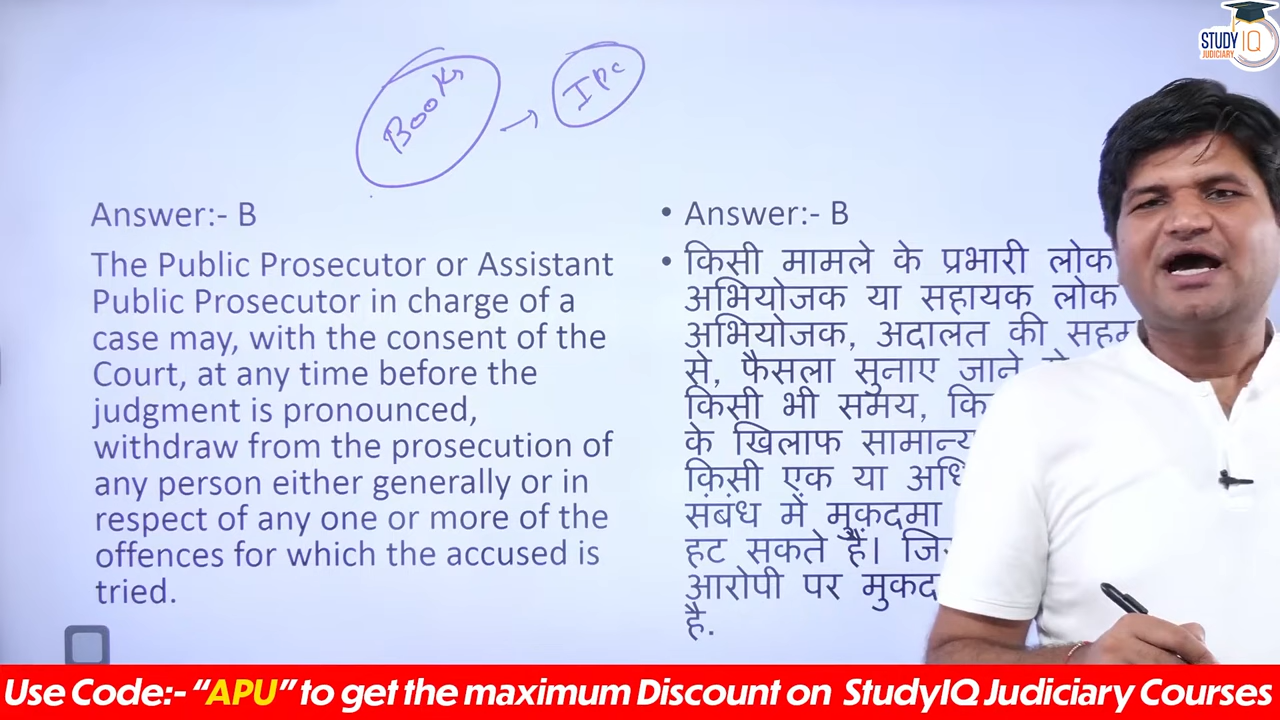 STUDY IQ
JUDICIARY
Books → IPC
Answer:- B
The Public Prosecutor or Assistant
Public Prosecutor in charge of a
case may, with the consent of the
Court, at any time before the
judgment is pronounced,
withdraw from the prosecution of
any person either generally or in
respect of any one or more of the
offences for which the accused is
tried.
• Answer:- B
• किसी मामले के प्रभारी लोक
अभियोजक या सहायक लोक
अभियोजक, अदालत की
से, फैसला सुनाए जाने
किसी भी समय,
के खिलाफ सामान्य
किसी एक या
संबंध में मुकदमा
हट सकते हैं।
आरोपी पर
है.
Use Code:- “APU” to get the maximum Discount on StudyIQ Judiciary Courses